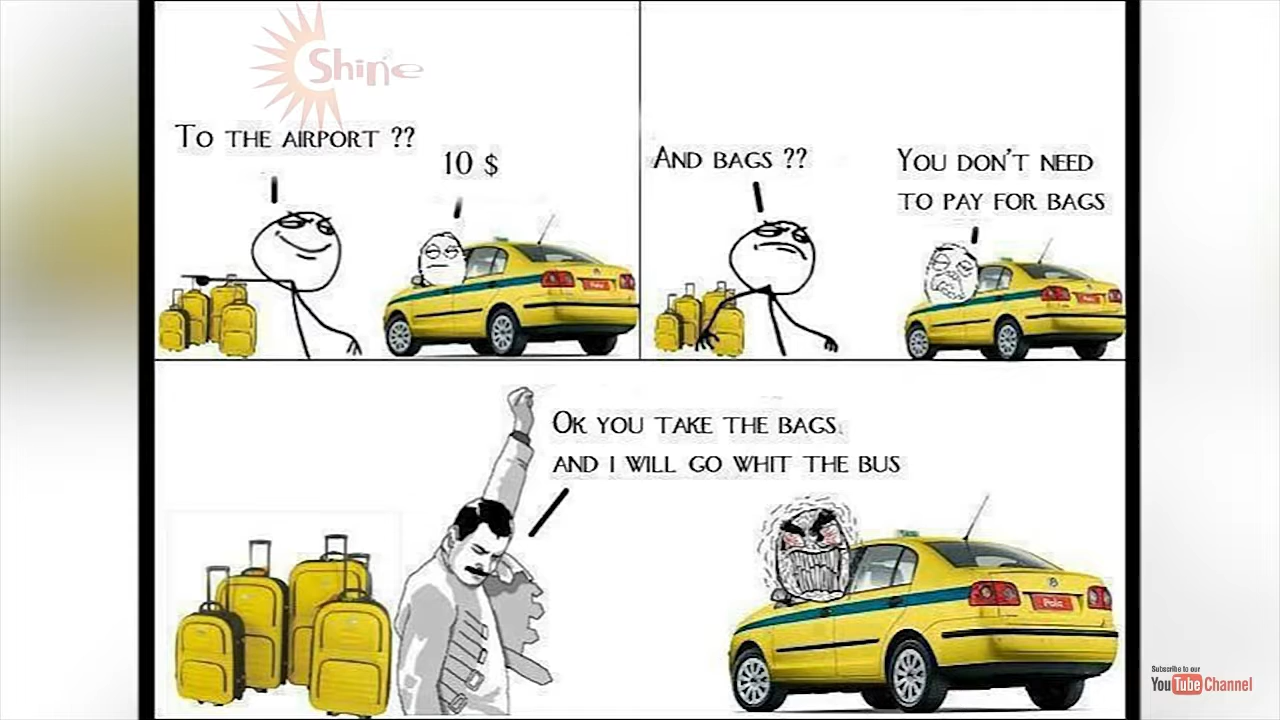 Shine
To the airport ??
10 $
And bags ??
You don't need
to pay for bags
Ok you take the bags
and I will go whit the bus
Polo
Subscribe to our
YouTube Channel